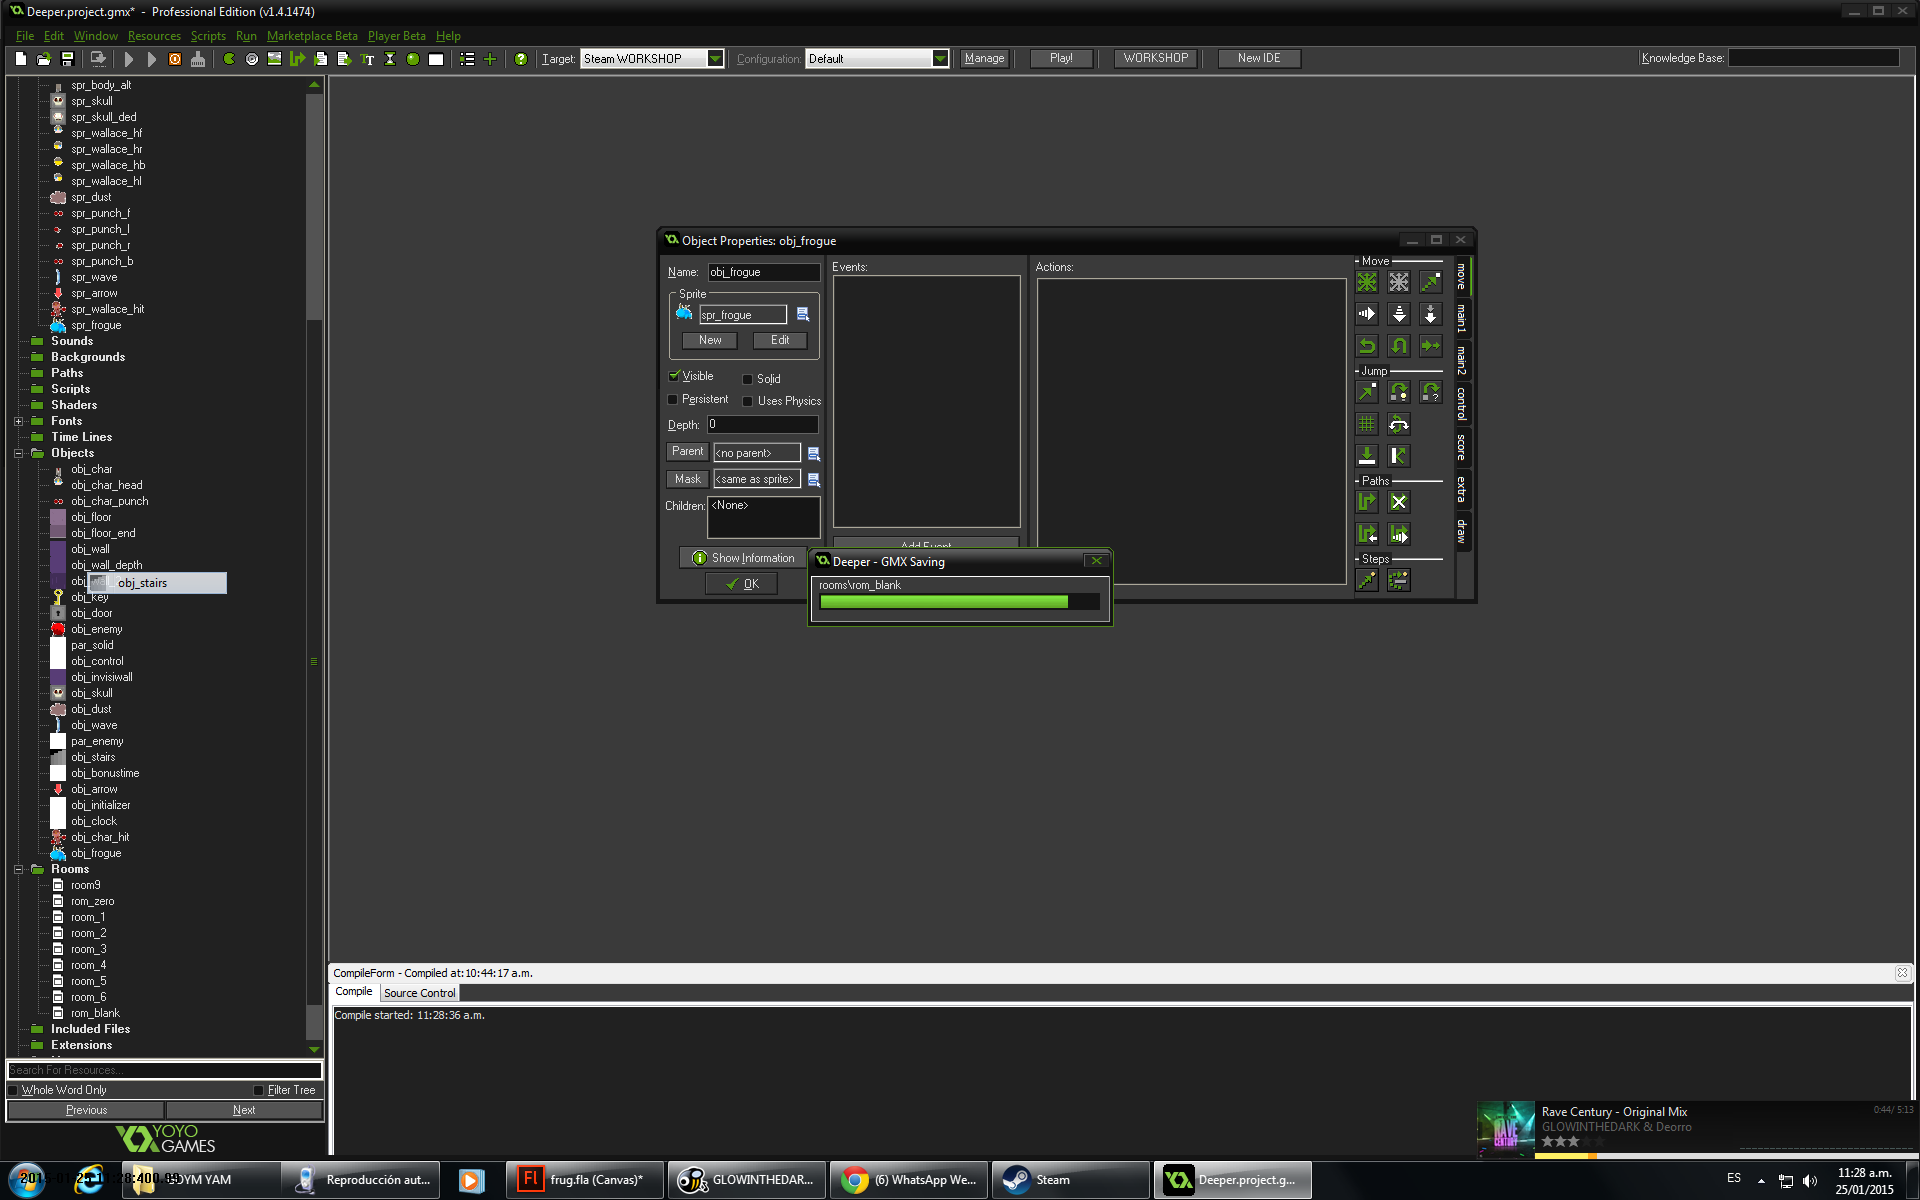 Deeper.project.gmx* - Professional Edition (v1.4.1474)
File Edit Window Resources Scripts Run Marketplace Beta Player Beta Help
Target: Steam WORKSHOP Configuration: Default Manage Play! WORKSHOP New IDE Knowledge Base:
spr_body_alt
spr_skull
spr_skull_ded
spr_wallace_hf
spr_wallace_hr
spr_wallace_hb
spr_wallace_hl
spr_dust
spr_punch_f
spr_punch_l
spr_punch_r
spr_punch_b
spr_wave
spr_arrow
spr_wallace_hit
spr_frogue
Sounds
Backgrounds
Paths
Scripts
Shaders
Fonts
Time Lines
Objects
obj_char
obj_char_head
obj_char_punch
obj_floor
obj_floor_end
obj_wall
obj_wall_depth
obj_stairs
obj_key
obj_door
obj_enemy
par_solid
obj_control
obj_invisiwall
obj_skull
obj_dust
obj_wave
par_enemy
obj_stairs
obj_bonustime
obj_arrow
obj_initializer
obj_clock
obj_char_hit
obj_frogue
Rooms
room9
rom_zero
room_1
room_2
room_3
room_4
room_5
room_6
rom_blank
Included Files
Extensions
Search For Resources...
Whole Word Only Filter Tree
Previous Next
YOYO
GAMES
Object Properties: obj_frogue
Name: obj_frogue
Sprite
spr_frogue
New Edit
Visible Solid
Persistent Uses Physics
Depth: 0
Parent <no parent>
Mask <same as sprite>
Children: <None>
Show Information
OK
Events:
Add Event
Actions:
Move
Jump
Paths
Steps
move
main1
main2
control
score
extra
draw
Deeper - GMX Saving
rooms\rom_blank
CompileForm - Compiled at:10:44:17 a.m.
Compile Source Control
Compile started: 11:28:36 a.m.
RAVE
CENTURY
Rave Century - Original Mix
GLOWINTHEDARK & Deorro
0:44/ 5:13
YM YAM
Reproducción aut...
Fl frug.fla (Canvas)*
GLOWINTHEDAR...
(6) WhatsApp We...
Steam
Deeper.project.g...
ES
11:28 a.m.
25/01/2015